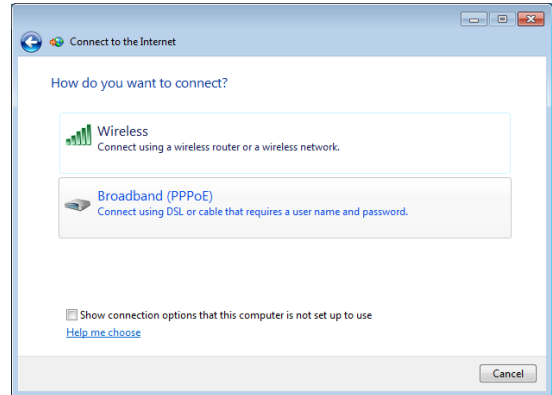 Connect to the Internet
How do you want to connect?
Wireless
Connect using a wireless router or a wireless network.
Broadband (PPPoE)
Connect using DSL or cable that requires a user name and password.
Show connection options that this computer is not set up to use
Help me choose
Cancel